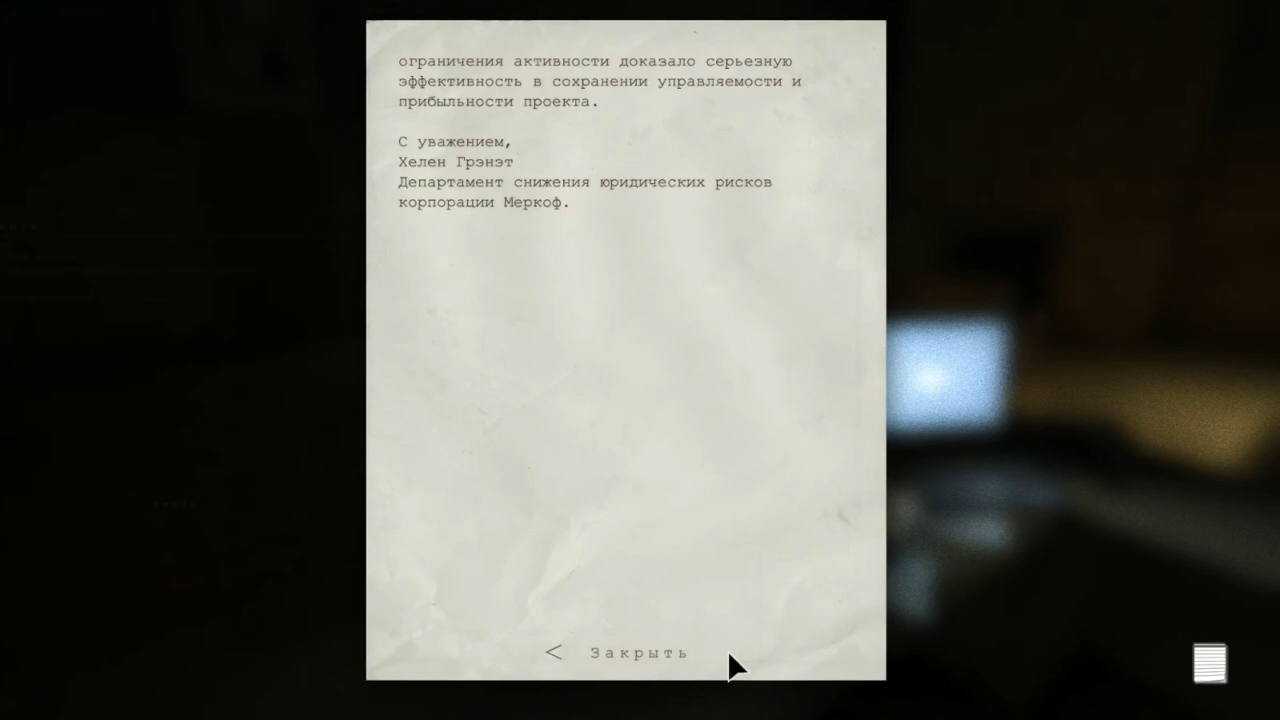 ограничения активности доказало серьезную
эффективность в сохранении управляемости и
прибыльности проекта.
С уважением,
Хелен Грэнэт
Департамент снижения юридических рисков
корпорации Меркоф.
< Закрыть